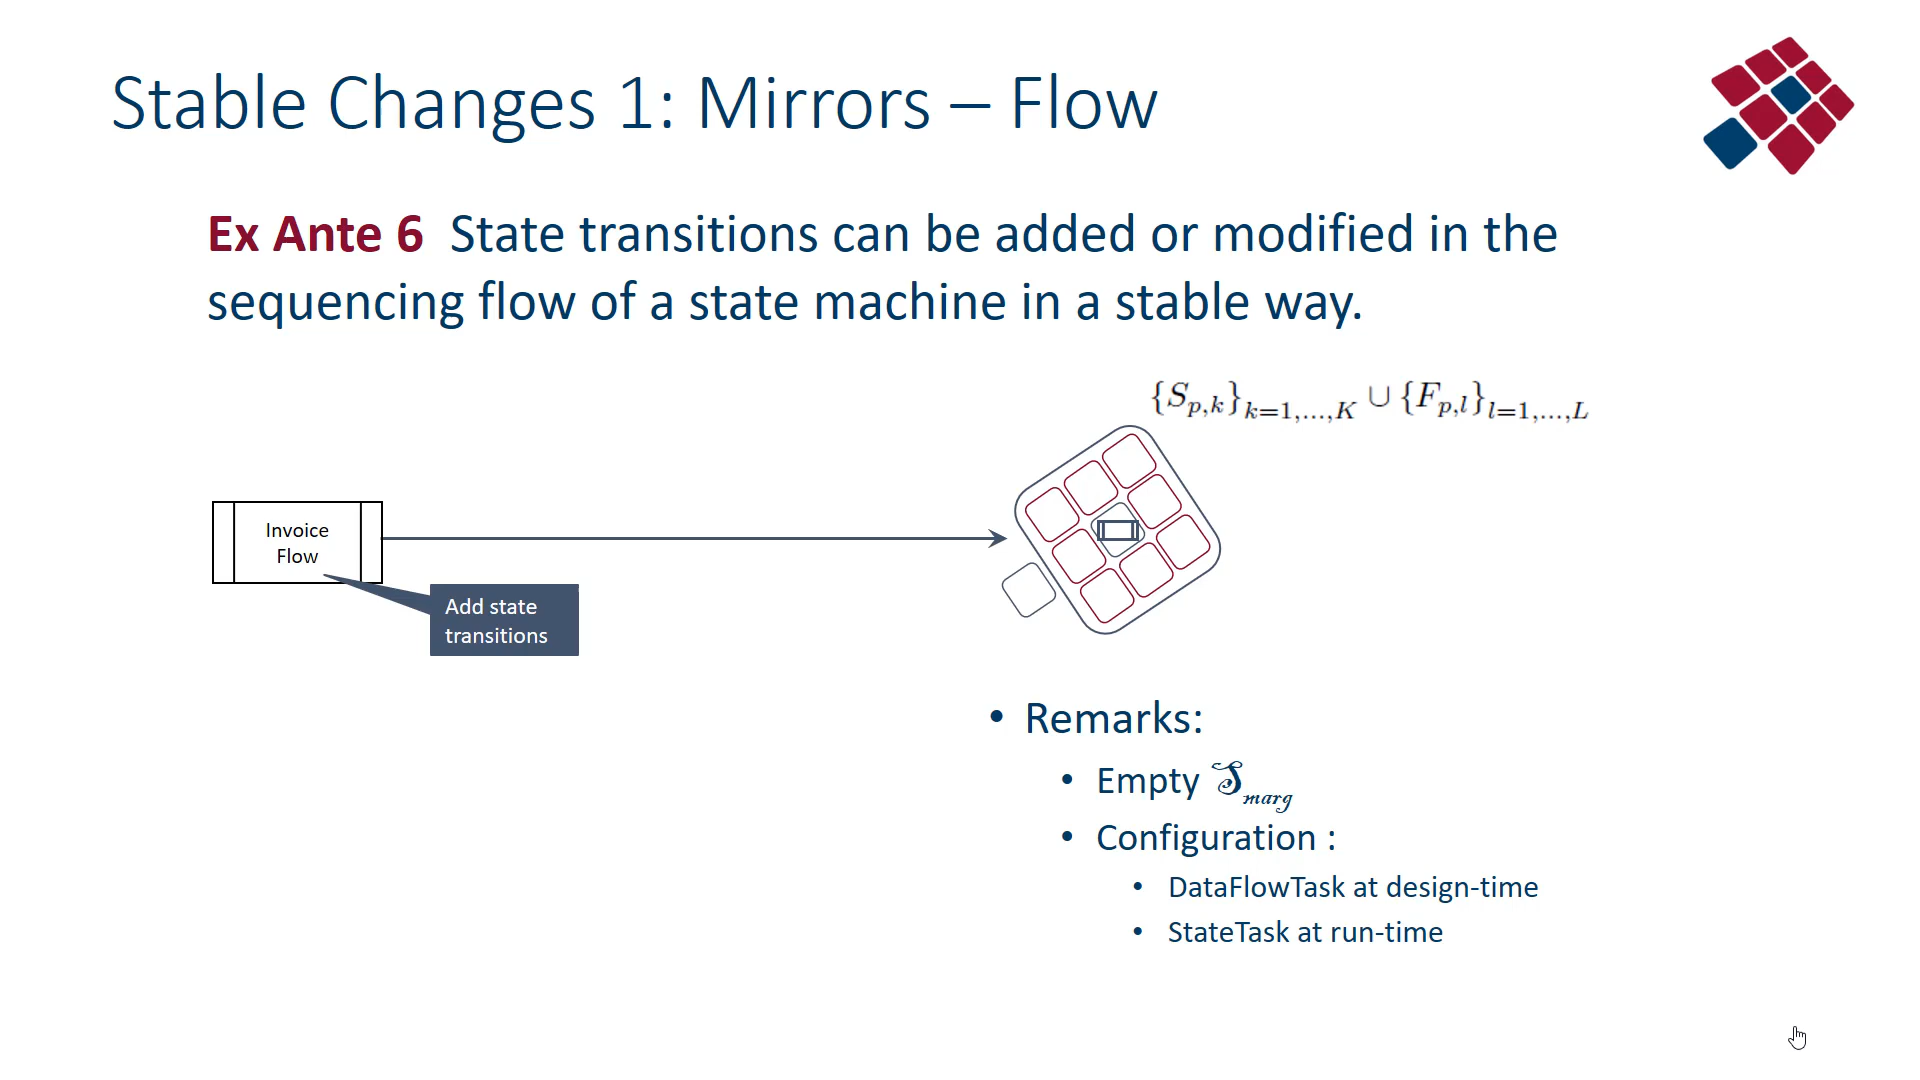 Stable Changes 1: Mirrors – Flow
Ex Ante 6 State transitions can be added or modified in the
sequencing flow of a state machine in a stable way.
{S_{p,k}}_{k=1,...,K} ∪ {F_{p,l}}_{l=1,...,L}
Invoice
Flow
Add state
transitions
• Remarks:
• Empty 𝒮_{marg}
• Configuration :
• DataFlowTask at design-time
• StateTask at run-time